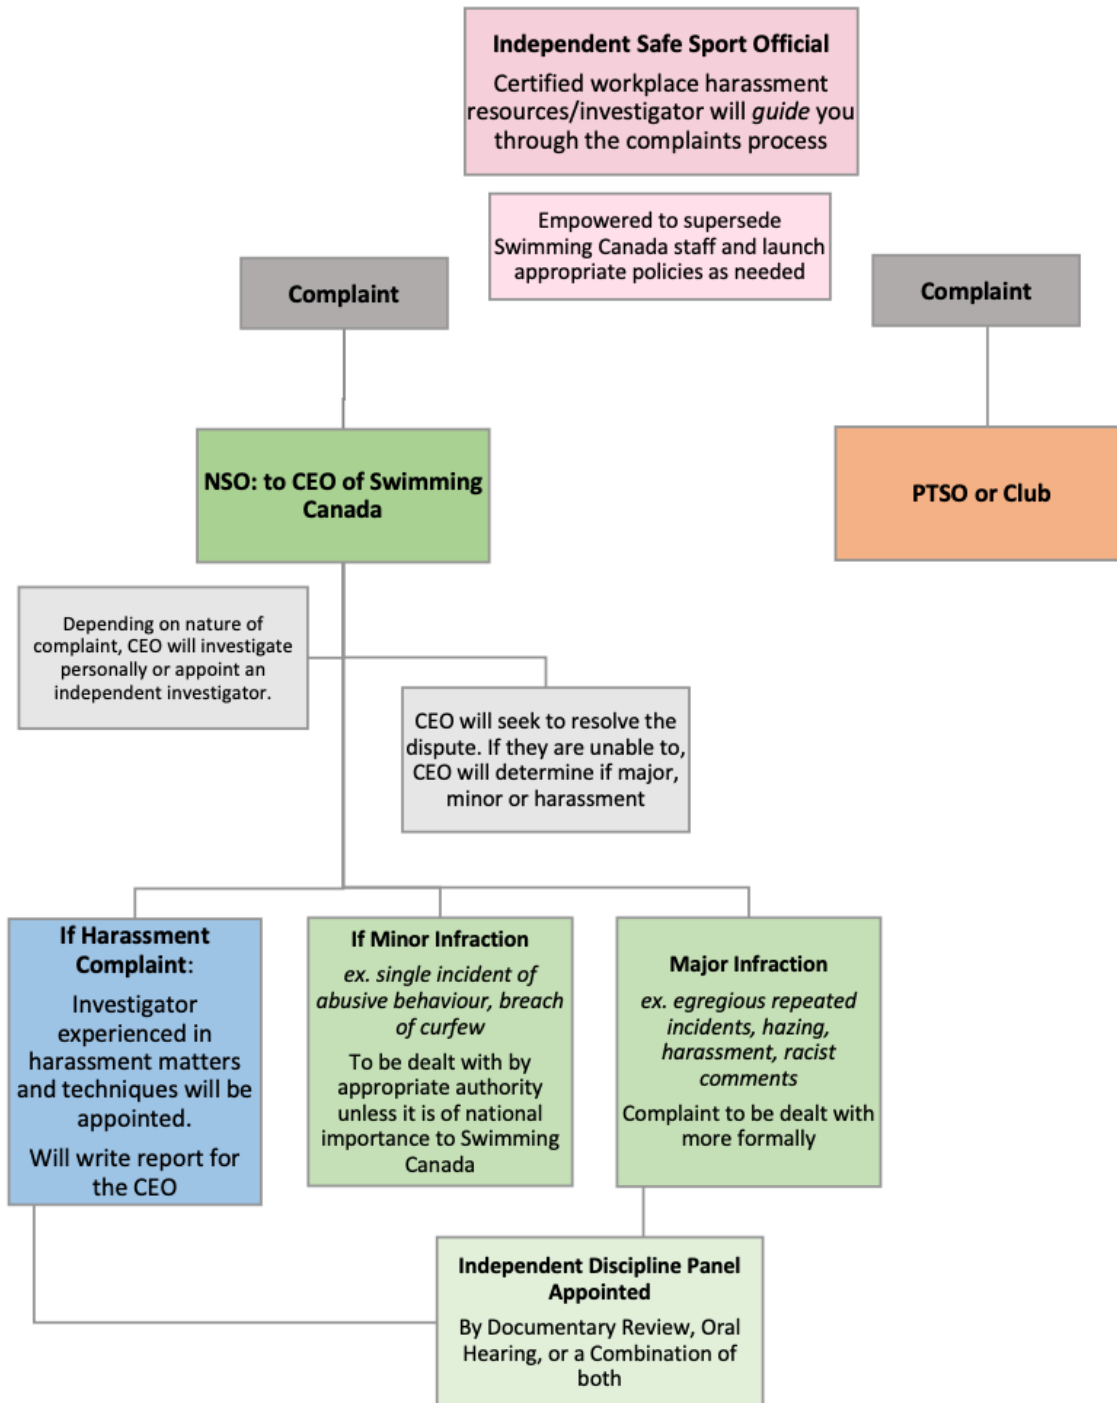 Independent Safe Sport Official
Certified workplace harassment
resources/investigator will guide you
through the complaints process
Empowered to supersede
Swimming Canada staff and launch
appropriate policies as needed
Complaint
Complaint
NSO: to CEO of Swimming
Canada
PTSO or Club
Depending on nature of
complaint, CEO will investigate
personally or appoint an
independent investigator.
CEO will seek to resolve the
dispute. If they are unable to,
CEO will determine if major,
minor or harassment
If Harassment
Complaint:
Investigator
experienced in
harassment matters
and techniques will be
appointed.
Will write report for
the CEO
If Minor Infraction
ex. single incident of
abusive behaviour, breach
of curfew
To be dealt with by
appropriate authority
unless it is of national
importance to Swimming
Canada
Major Infraction
ex. egregious repeated
incidents, hazing,
harassment, racist
comments
Complaint to be dealt with
more formally
Independent Discipline Panel
Appointed
By Documentary Review, Oral
Hearing, or a Combination of
both